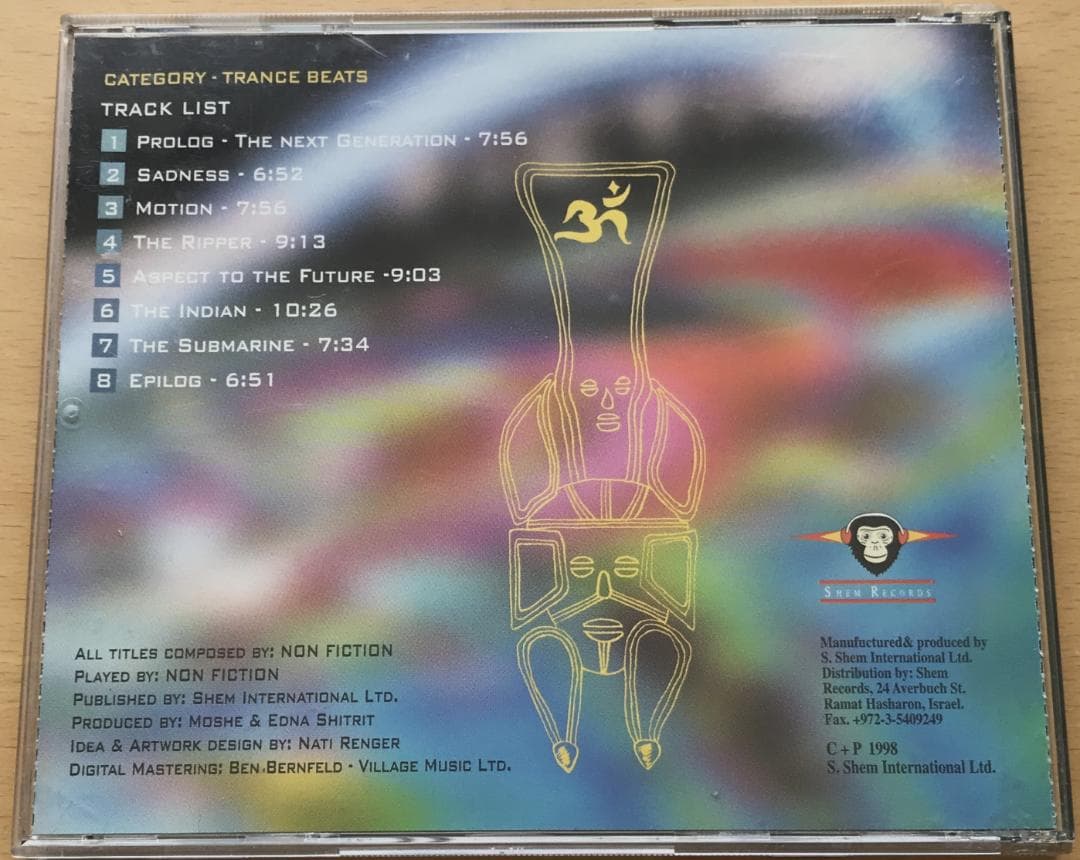 CATEGORY - TRANCE BEATS
TRACK LIST
1 PROLOG - THE NEXT GENERATION - 7:56
2 SADNESS - 6:52
3 MOTION - 7:56
4 THE RIPPER - 9:13
5 ASPECT TO THE FUTURE -9:03
6 THE INDIAN - 10:26
7 THE SUBMARINE - 7:34
8 EPILOG - 6:51
ॐ
SHEM RECORDS
ALL TITLES COMPOSED BY: NON FICTION
PLAYED BY: NON FICTION
PUBLISHED BY: SHEM INTERNATIONAL LTD.
PRODUCED BY: MOSHE & EDNA SHITRIT
IDEA & ARTWORK DESIGN BY: NATI RENGER
DIGITAL MASTERING: BEN BERNFELD - VILLAGE MUSIC LTD.
Manufuctured& produced by
S. Shem International Ltd.
Distribution by: Shem
Records, 24 Averbuch St.
Ramat Hasharon, Israel.
Fax. +972-3-5409249
C + P 1998
S. Shem International Ltd.